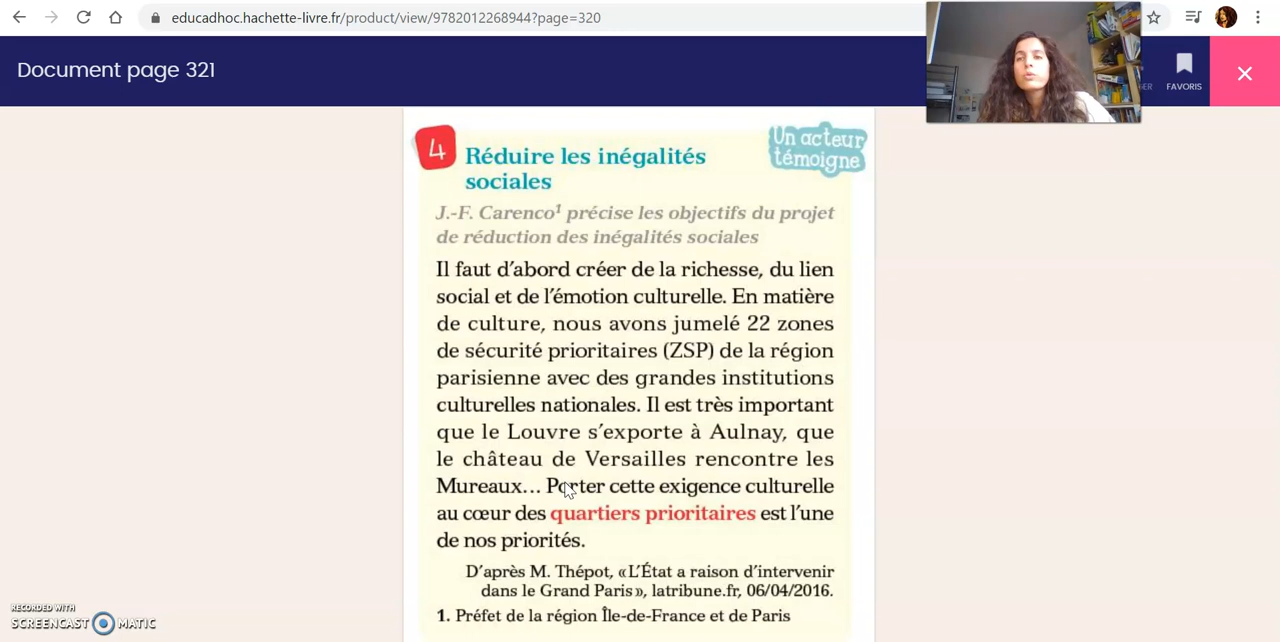 educadhoc.hachette-livre.fr/product/view/9782012268944?page=320
Document page 321
HER
FAVORIS
4
Réduire les inégalités
sociales
Un acteur
témoigne
J.-F. Carenco¹ précise les objectifs du projet
de réduction des inégalités sociales
Il faut d'abord créer de la richesse, du lien
social et de l'émotion culturelle. En matière
de culture, nous avons jumelé 22 zones
de sécurité prioritaires (ZSP) de la région
parisienne avec des grandes institutions
culturelles nationales. Il est très important
que le Louvre s'exporte à Aulnay, que
le château de Versailles rencontre les
Mureaux... Porter cette exigence culturelle
au cœur des quartiers prioritaires est l'une
de nos priorités.
D'après M. Thépot, «L'État a raison d'intervenir
dans le Grand Paris», latribune.fr, 06/04/2016.
1. Préfet de la région Île-de-France et de Paris
RECORDED WITH
SCREENCAST MATIC